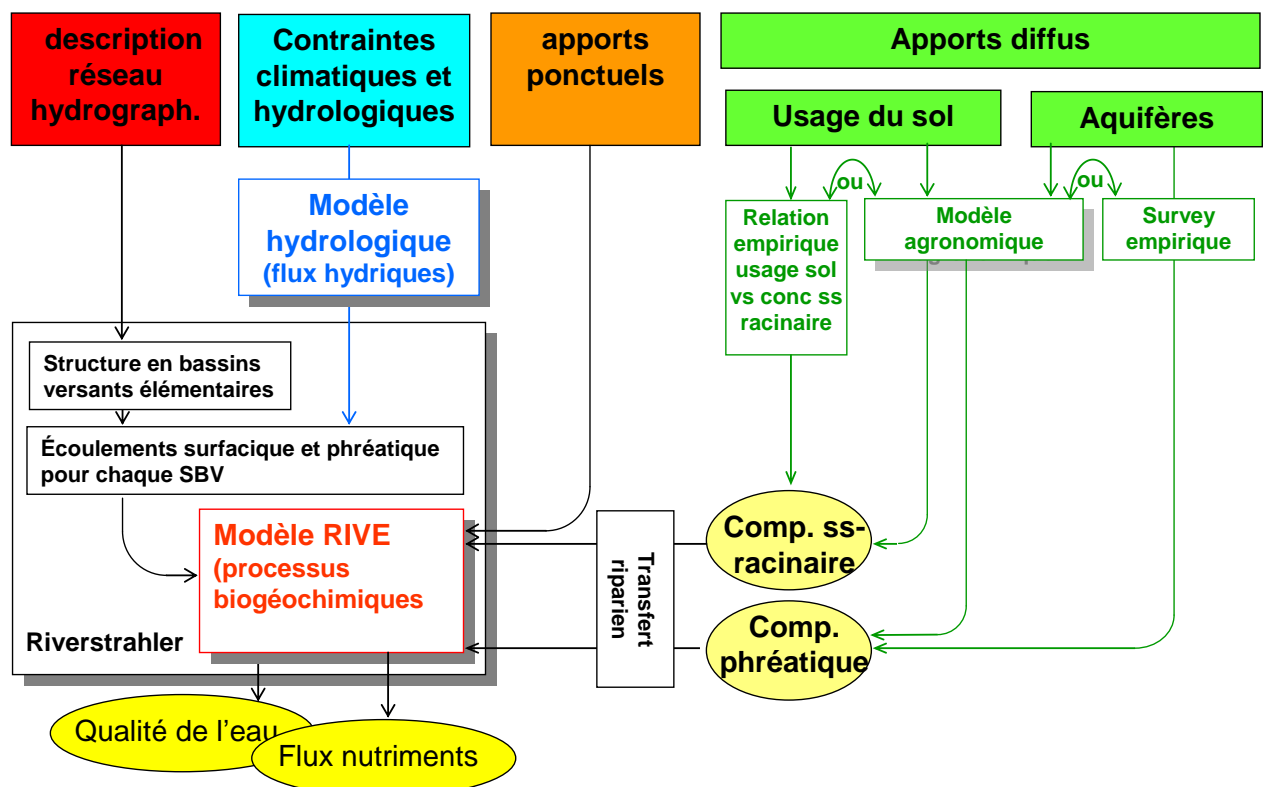 description
réseau
hydrograph.
Contraintes
climatiques et
hydrologiques
apports
ponctuels
Apports diffus
Usage du sol
Aquifères
Modèle
hydrologique
(flux hydriques)
ou
ou
Relation
empirique
usage sol
vs conc ss
racinaire
Modèle
agronomique
Survey
empirique
Structure en bassins
versants élémentaires
Écoulements surfacique et phréatique
pour chaque SBV
Modèle RIVE
(processus
biogéochimiques
Riverstrahler
Transfert
riparien
Comp. ss-
racinaire
Comp.
phréatique
Qualité de l'eau
Flux nutriments